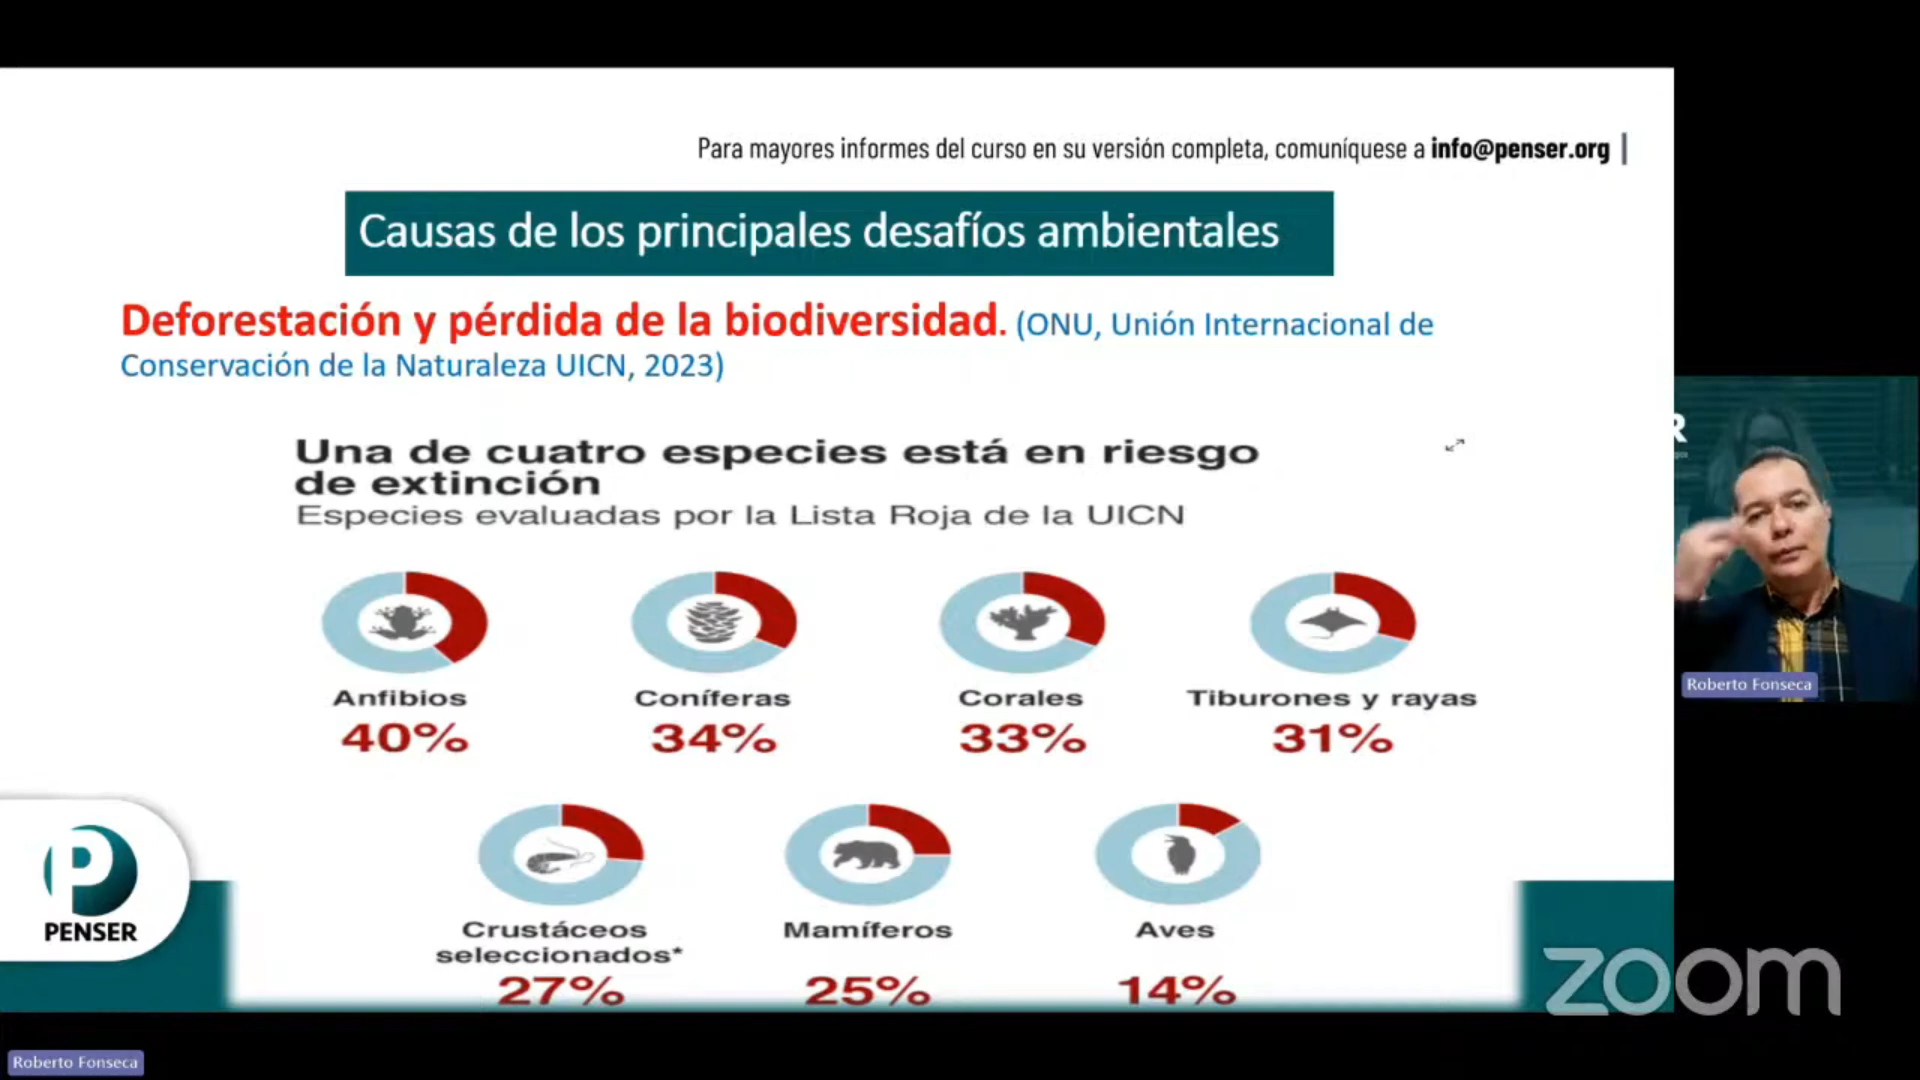 Para mayores informes del curso en su versión completa, comuníquese a info@penser.org |
Causas de los principales desafíos ambientales
Deforestación y pérdida de la biodiversidad. (ONU, Unión Internacional de
Conservación de la Naturaleza UICN, 2023)
Una de cuatro especies está en riesgo
de extinción
Especies evaluadas por la Lista Roja de la UICN
Anfibios
40%
Coníferas
34%
Corales
33%
Tiburones y rayas
31%
Crustáceos
seleccionados*
27%
Mamíferos
25%
Aves
14%
PENSER
R
Roberto Fonseca
zoom
Roberto Fonseca